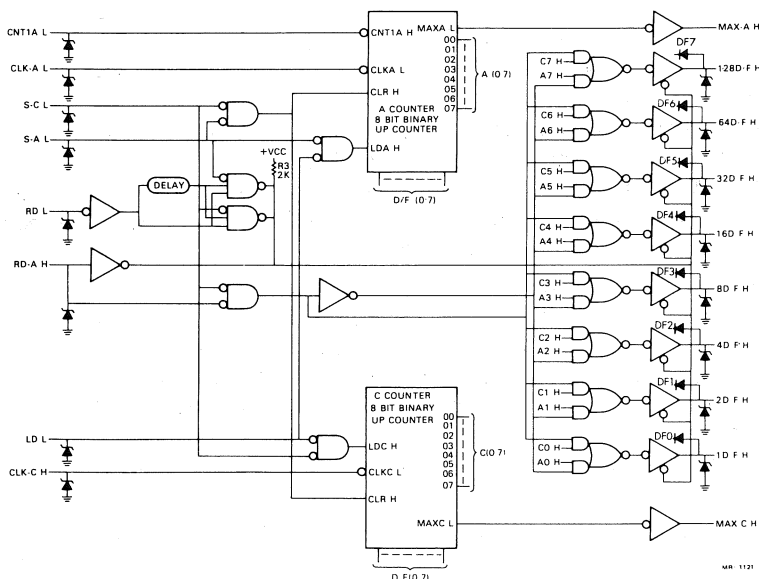 CNT1A L
CLK-A L
S-C L
S-A L
RD L
RD-A H
LD L
CLK-C H
DELAY
+VCC
R3
2K
MAXA L
CNT1A H
CLKA L
CLR H
A COUNTER
8 BIT BINARY
UP COUNTER
LDA H
00
01
02
03
04
05
06
07
A (0 7)
D/F (0 7)
C COUNTER
8 BIT BINARY
UP COUNTER
LDC H
CLKC L
CLR H
00
01
02
03
04
05
06
07
C(0 7)
MAXC L
D F(0 7)
C7 H
A7 H
C6 H
A6 H
C5 H
A5 H
C4 H
A4 H
C3 H
A3 H
C2 H
A2 H
C1 H
A1 H
C0 H
A0 H
DF7
DF6
DF5
DF4
DF3
DF2
DF1
DF0
MAX-A H
128D-F H
64D-F H
32D F H
16D F H
8D F H
4D F H
2D F H
1D F H
MAX C H
MR 1121